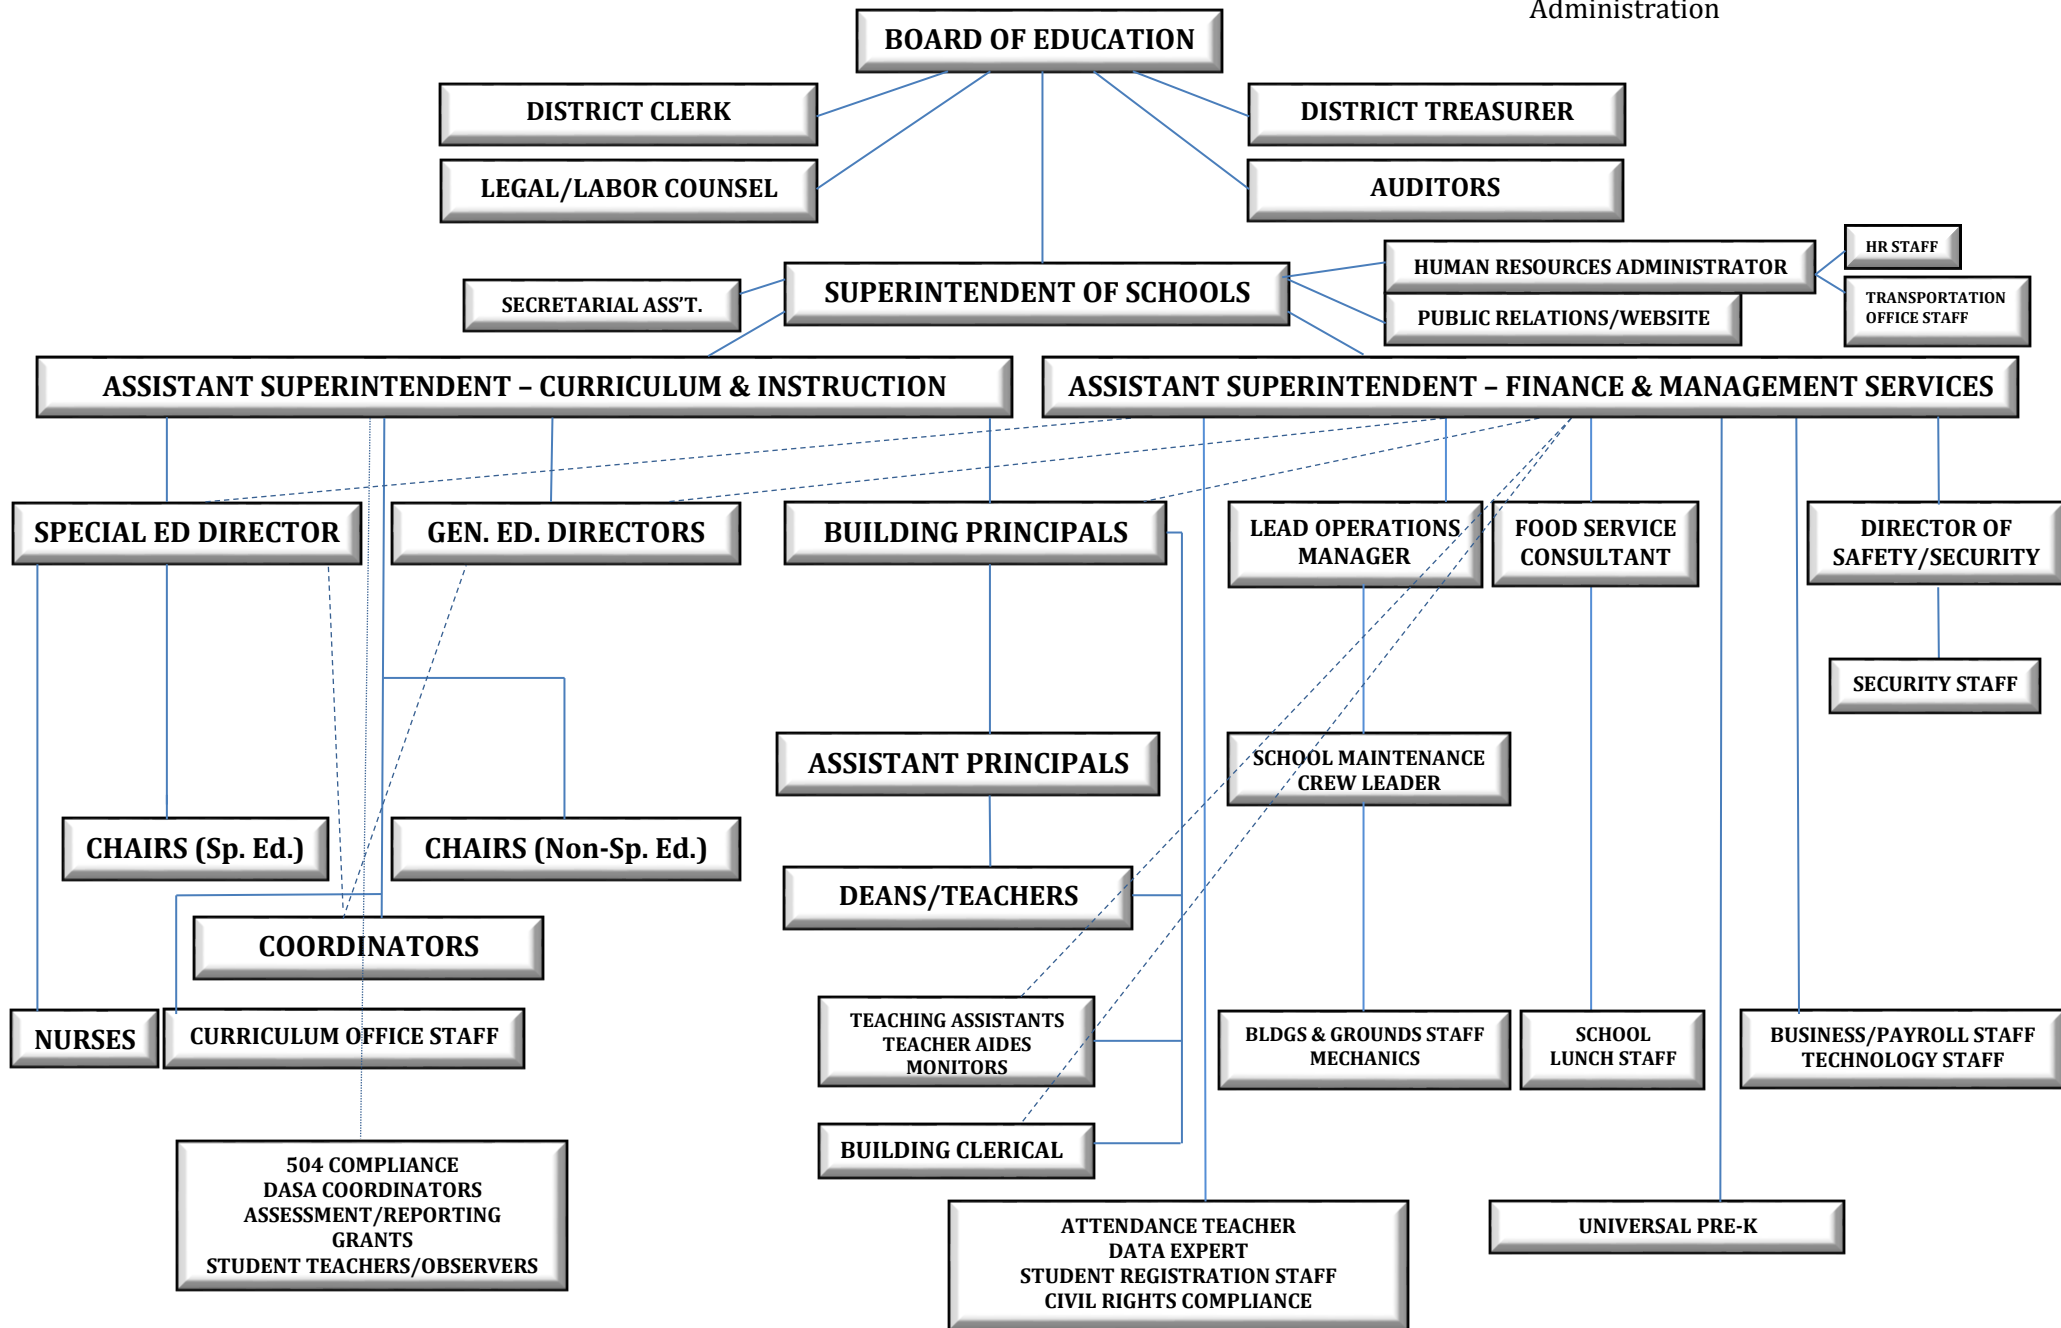 Administration
BOARD OF EDUCATION
DISTRICT CLERK
DISTRICT TREASURER
LEGAL/LABOR COUNSEL
AUDITORS
HR STAFF
HUMAN RESOURCES ADMINISTRATOR
SUPERINTENDENT OF SCHOOLS
SECRETARIAL ASS'T.
TRANSPORTATION
OFFICE STAFF
PUBLIC RELATIONS/WEBSITE
ASSISTANT SUPERINTENDENT – CURRICULUM & INSTRUCTION
ASSISTANT SUPERINTENDENT – FINANCE & MANAGEMENT SERVICES
SPECIAL ED DIRECTOR
GEN. ED. DIRECTORS
BUILDING PRINCIPALS
LEAD OPERATIONS
MANAGER
FOOD SERVICE
CONSULTANT
DIRECTOR OF
SAFETY/SECURITY
SECURITY STAFF
ASSISTANT PRINCIPALS
SCHOOL MAINTENANCE
CREW LEADER
CHAIRS (Sp. Ed.)
CHAIRS (Non-Sp. Ed.)
DEANS/TEACHERS
COORDINATORS
NURSES
CURRICULUM OFFICE STAFF
TEACHING ASSISTANTS
TEACHER AIDES
MONITORS
BLDGS & GROUNDS STAFF
MECHANICS
SCHOOL
LUNCH STAFF
BUSINESS/PAYROLL STAFF
TECHNOLOGY STAFF
BUILDING CLERICAL
504 COMPLIANCE
DASA COORDINATORS
ASSESSMENT/REPORTING
GRANTS
STUDENT TEACHERS/OBSERVERS
ATTENDANCE TEACHER
DATA EXPERT
STUDENT REGISTRATION STAFF
CIVIL RIGHTS COMPLIANCE
UNIVERSAL PRE-K